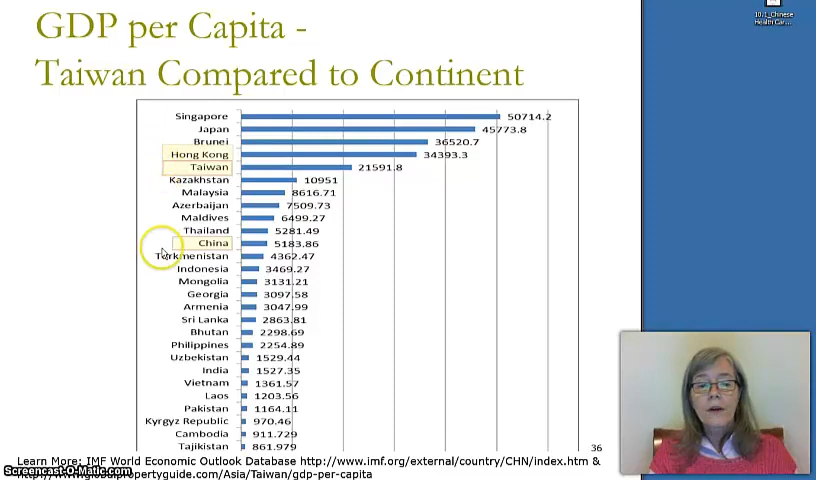 10.1_Chinese
Health Car...
GDP per Capita -
Taiwan Compared to Continent
Singapore 50714.2
Japan 45773.8
Brunei 36520.7
Hong Kong 34393.3
Taiwan 21591.8
Kazakhstan 10951
Malaysia 8616.71
Azerbaijan 7509.73
Maldives 6499.27
Thailand 5281.49
China 5183.86
Turkmenistan 4362.47
Indonesia 3469.27
Mongolia 3131.21
Georgia 3097.58
Armenia 3047.99
Sri Lanka 2863.81
Bhutan 2298.69
Philippines 2254.89
Uzbekistan 1529.44
India 1527.35
Vietnam 1361.57
Laos 1203.56
Pakistan 1164.11
Kyrgyz Republic 970.46
Cambodia 911.729
Tajikistan 861.979
36
Learn More: IMF World Economic Outlook Database http://www.imf.org/external/country/CHN/index.htm &
Screencast-O-Matic.com
http://www.globalpropertyguide.com/Asia/Taiwan/gdp-per-capita